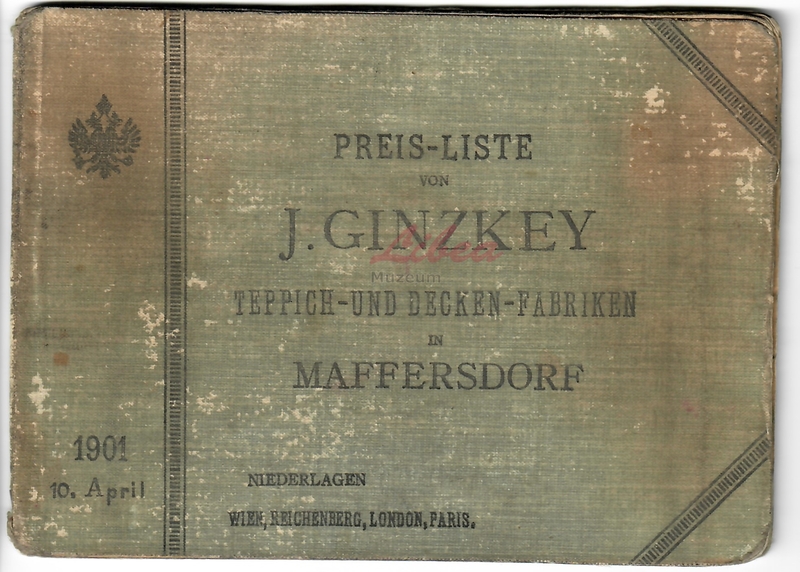 PREIS-LISTE
VON
J. GINZKEY
Libea
Múzeum
TEPPICH-UND DECKEN-FABRIKEN
IN
MAFFERSDORF
1901
10. April
NIEDERLAGEN
WIEN, REICHENBERG, LONDON, PARIS.